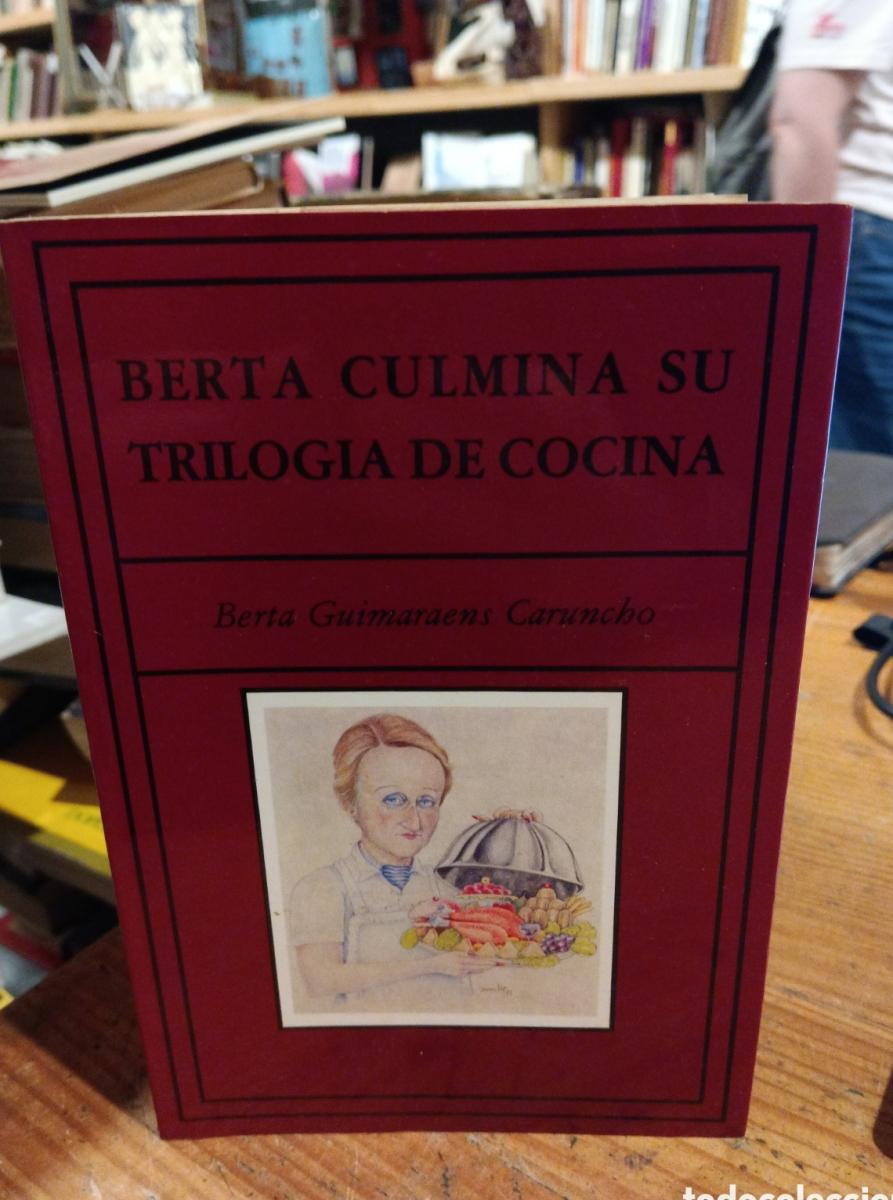 BERTA CULMINA SU
TRILOGIA DE COCINA
Berta Guimaraens Caruncho